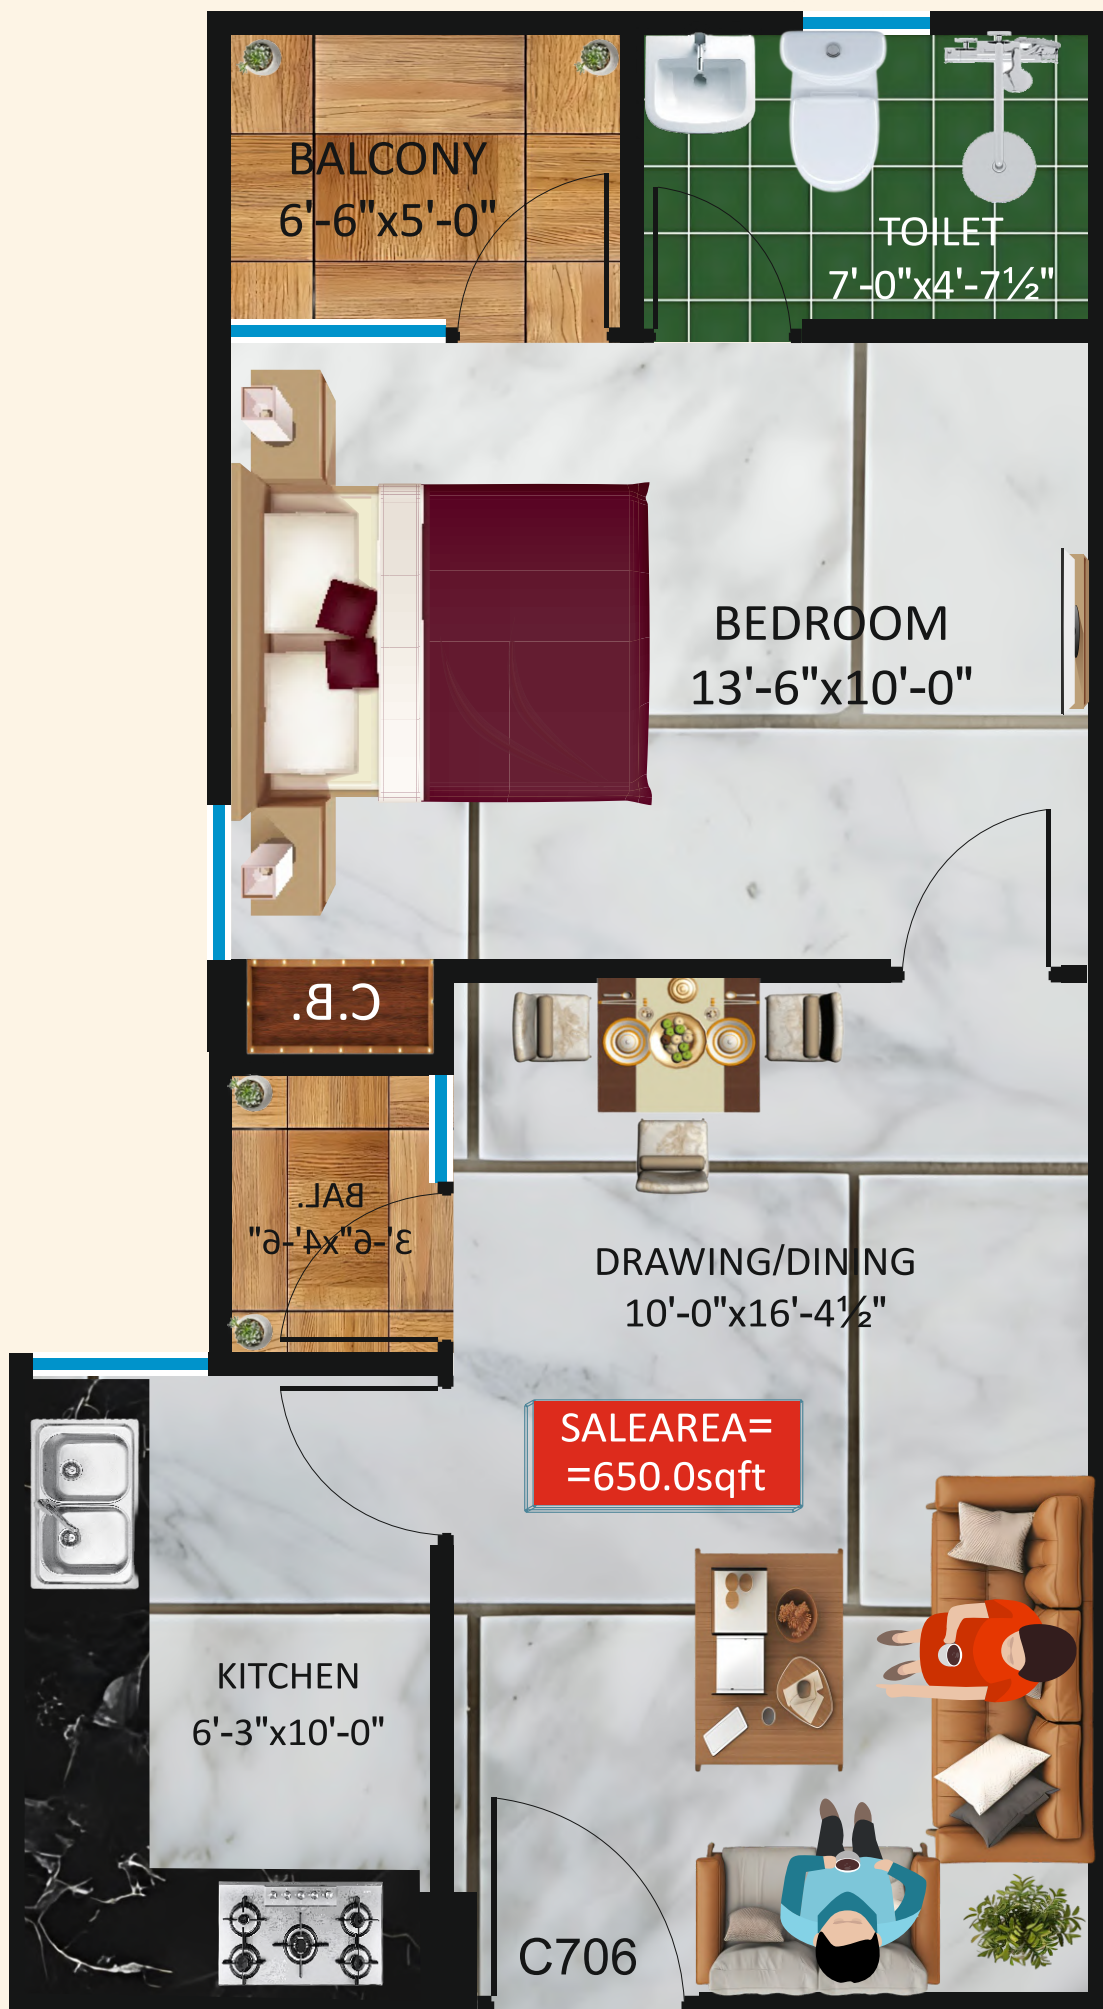 BALCONY
6'-6"x5'-0"
TOILET
7'-0"x4'-7½"
BEDROOM
13'-6"x10'-0"
C.B.
BAL.
3'-6"x4'-6"
DRAWING/DINING
10'-0"x16'-4½"
SALEAREA=
=650.0sqft
KITCHEN
6'-3"x10'-0"
C706